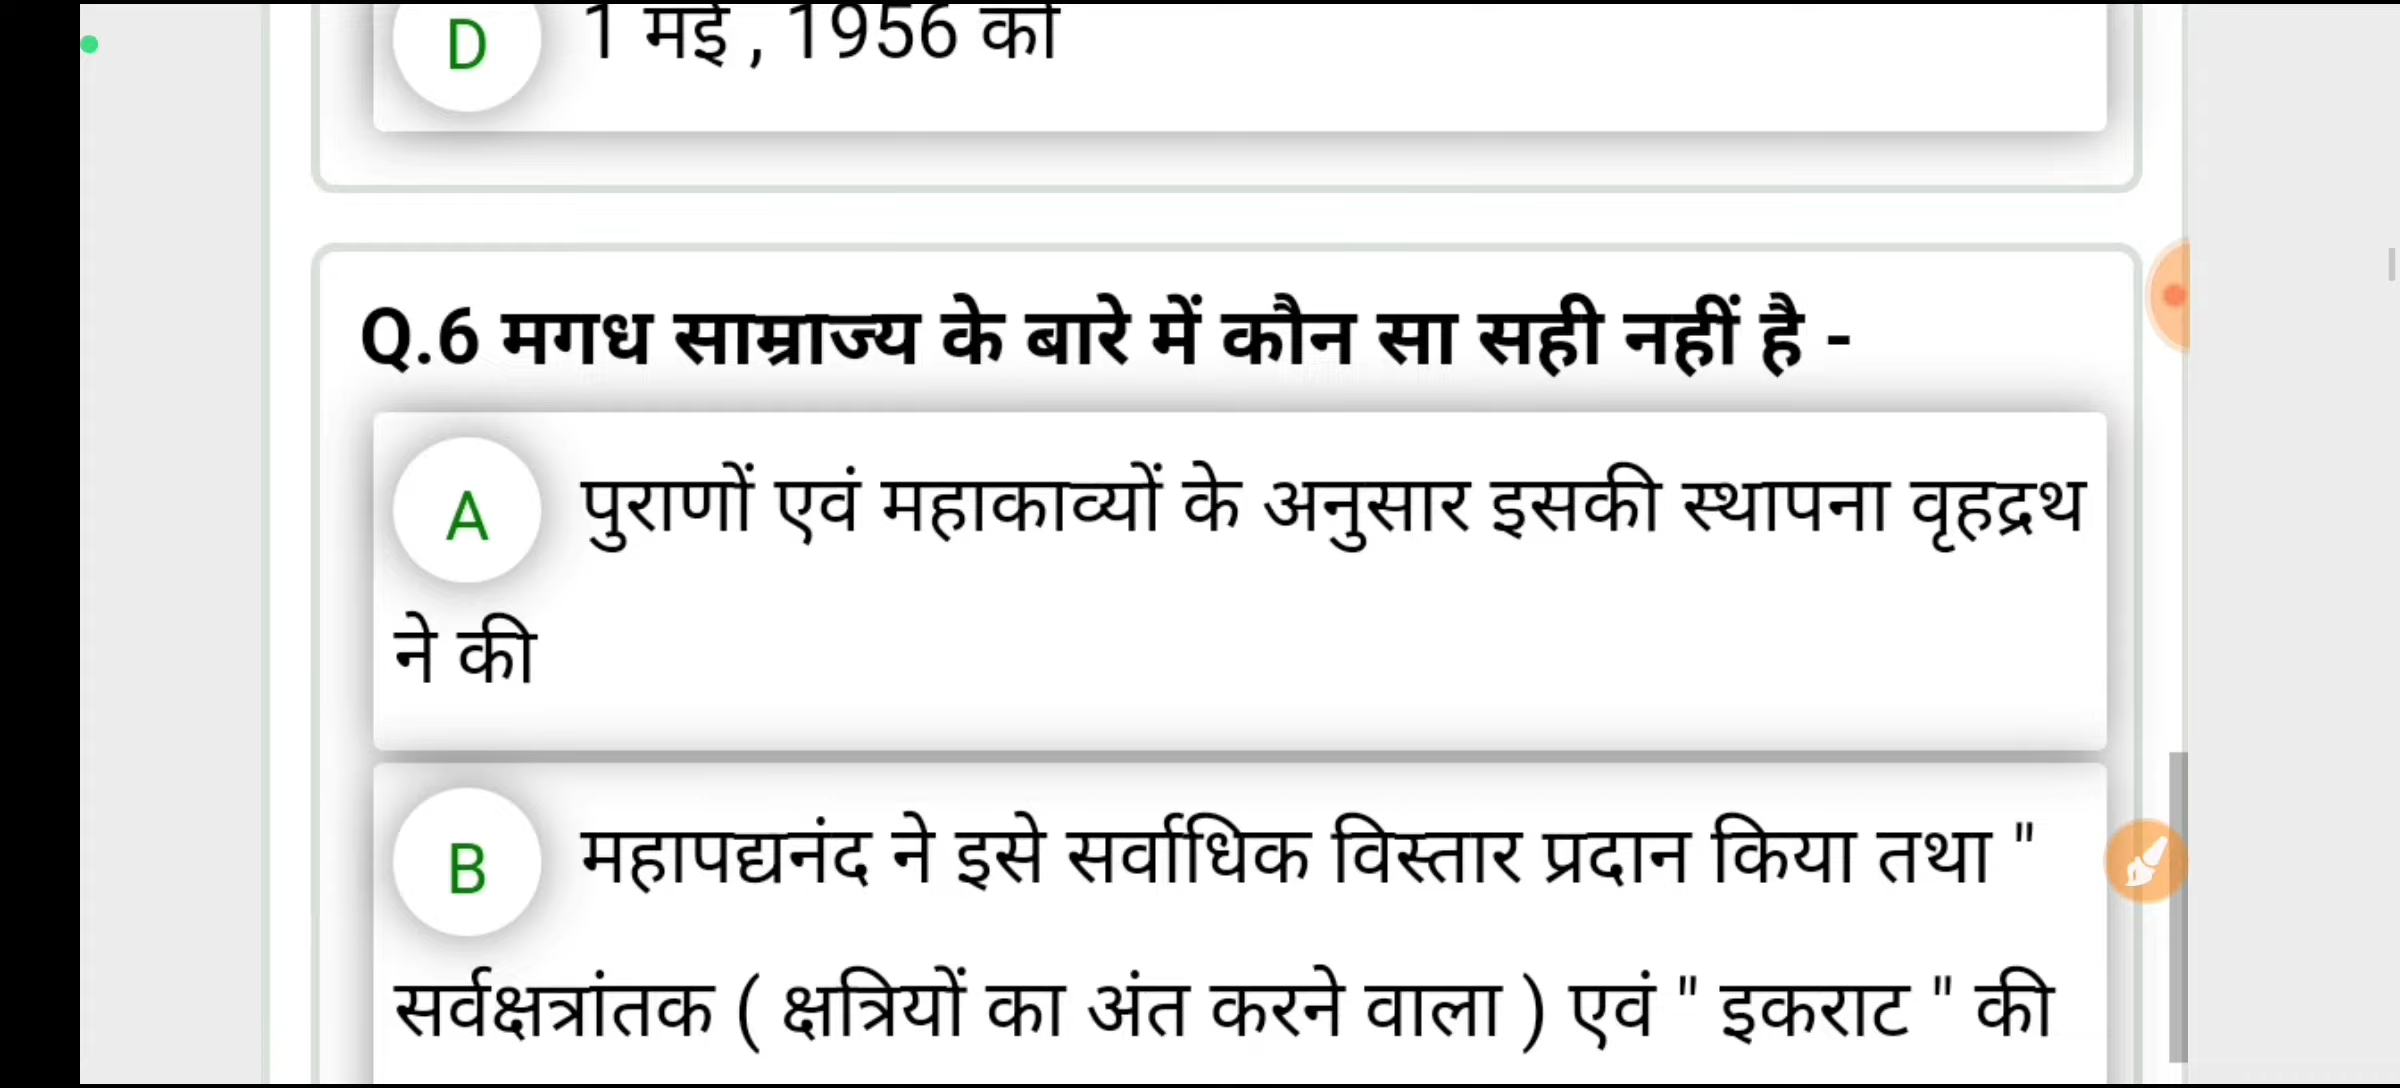 D 1 मई , 1956 को
Q.6 मगध साम्राज्य के बारे में कौन सा सही नहीं है -
A पुराणों एवं महाकाव्यों के अनुसार इसकी स्थापना वृहद्रथ
ने की
B महापद्यनंद ने इसे सर्वाधिक विस्तार प्रदान किया तथा "
सर्वक्षत्रांतक ( क्षत्रियों का अंत करने वाला ) एवं " इकराट " की